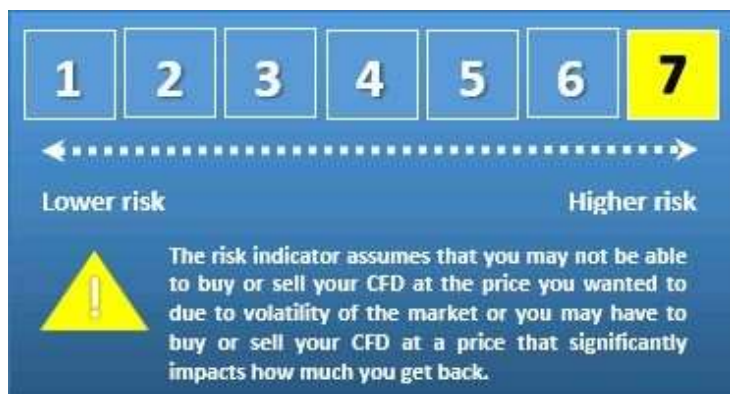 1 2 3 4 5 6 7
Lower risk Higher risk
!
The risk indicator assumes that you may not be able
to buy or sell your CFD at the price you wanted to
due to volatility of the market or you may have to
buy or sell your CFD at a price that significantly
impacts how much you get back.